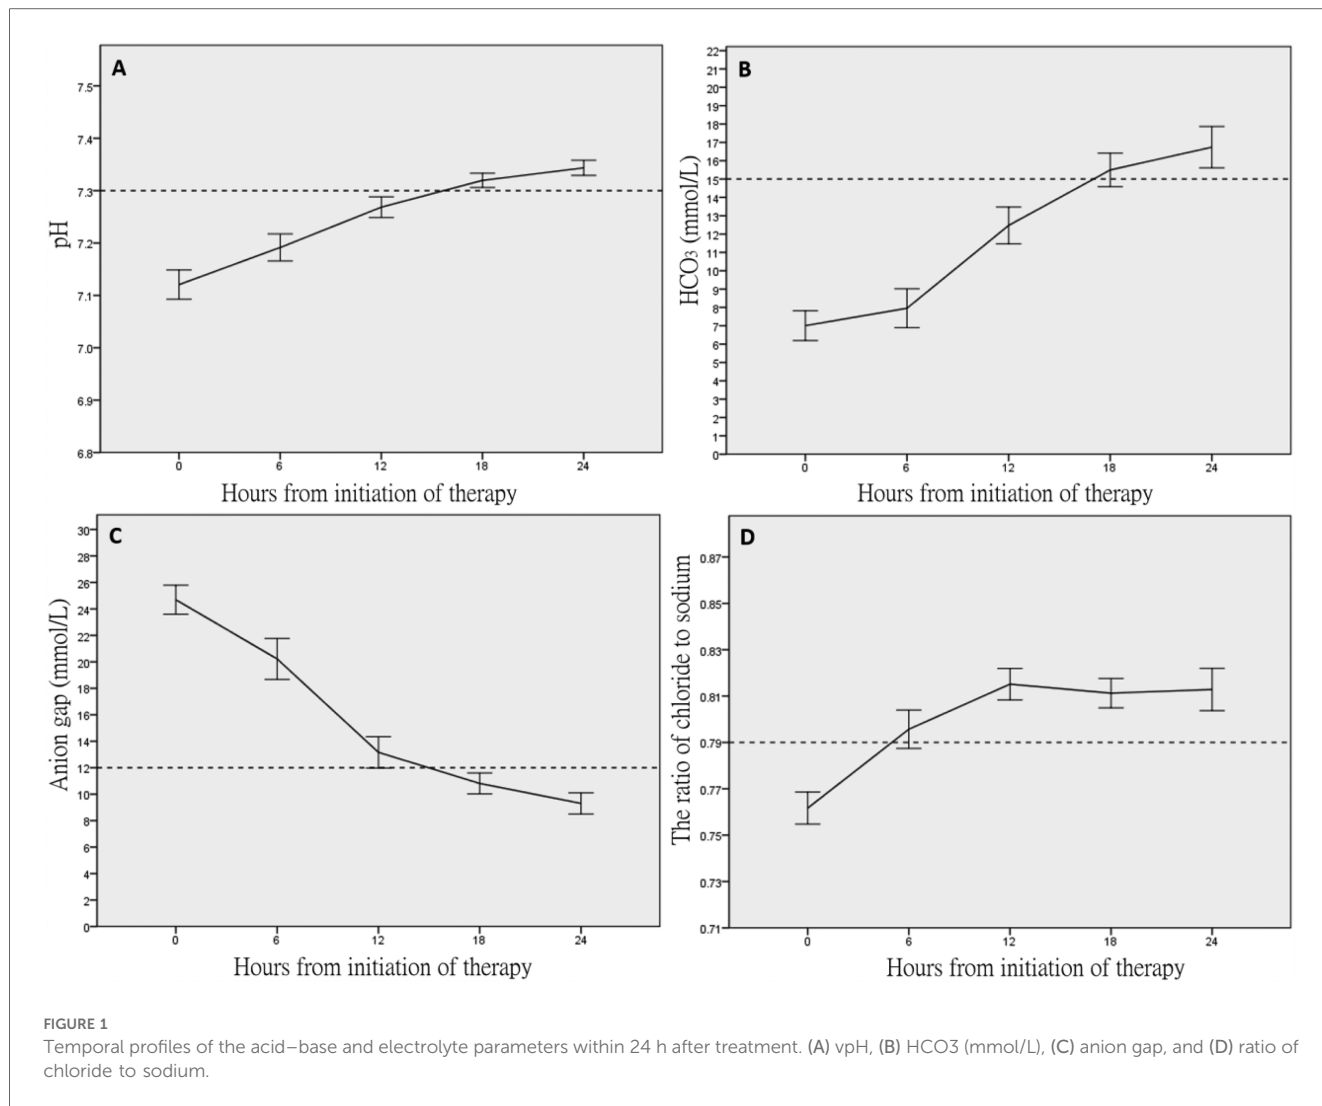 A
7.5
7.4
7.3
7.2
7.1
7.0
6.9
6.8
pH
0 6 12 18 24
Hours from initiation of therapy
B
22
21
20
19
18
17
16
15
14
13
12
11
10
9
8
7
6
5
4
3
2
1
0
HCO3 (mmol/L)
0 6 12 18 24
Hours from initiation of therapy
C
30
28
26
24
22
20
18
16
14
12
10
8
6
4
2
0
Anion gap (mmol/L)
0 6 12 18 24
Hours from initiation of therapy
D
0.87
0.85
0.83
0.81
0.79
0.77
0.75
0.73
0.71
The ratio of chloride to sodium
0 6 12 18 24
Hours from initiation of therapy
FIGURE 1
Temporal profiles of the acid–base and electrolyte parameters within 24 h after treatment. (A) vpH, (B) HCO3 (mmol/L), (C) anion gap, and (D) ratio of
chloride to sodium.